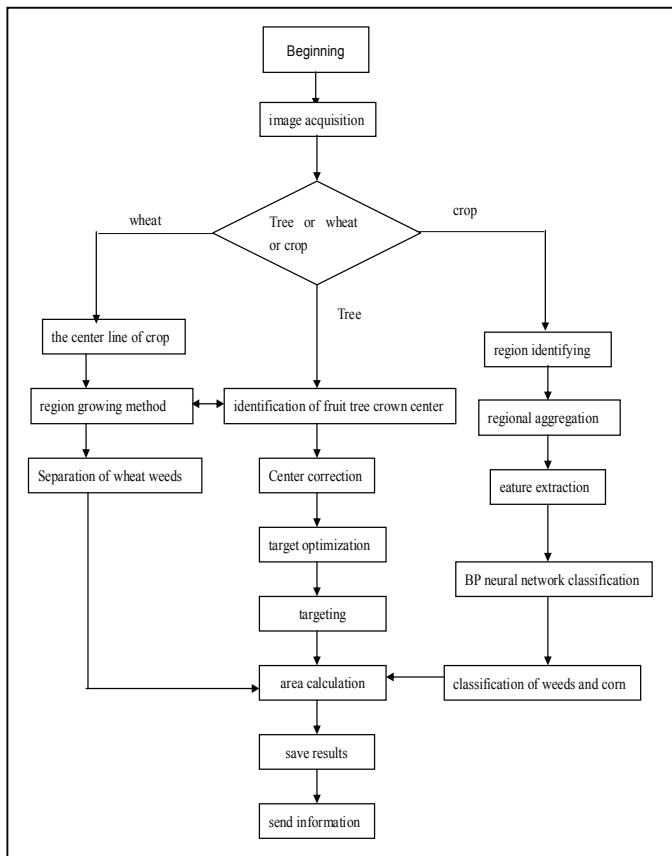 Beginning
image acquisition
wheat
Tree or wheat
or crop
crop
Tree
the center line of crop
region identifying
region growing method
identification of fruit tree crown center
regional aggregation
Separation of wheat weeds
Center correction
eature extraction
target optimization
BP neural network classification
targeting
area calculation
classification of weeds and corn
save results
send information